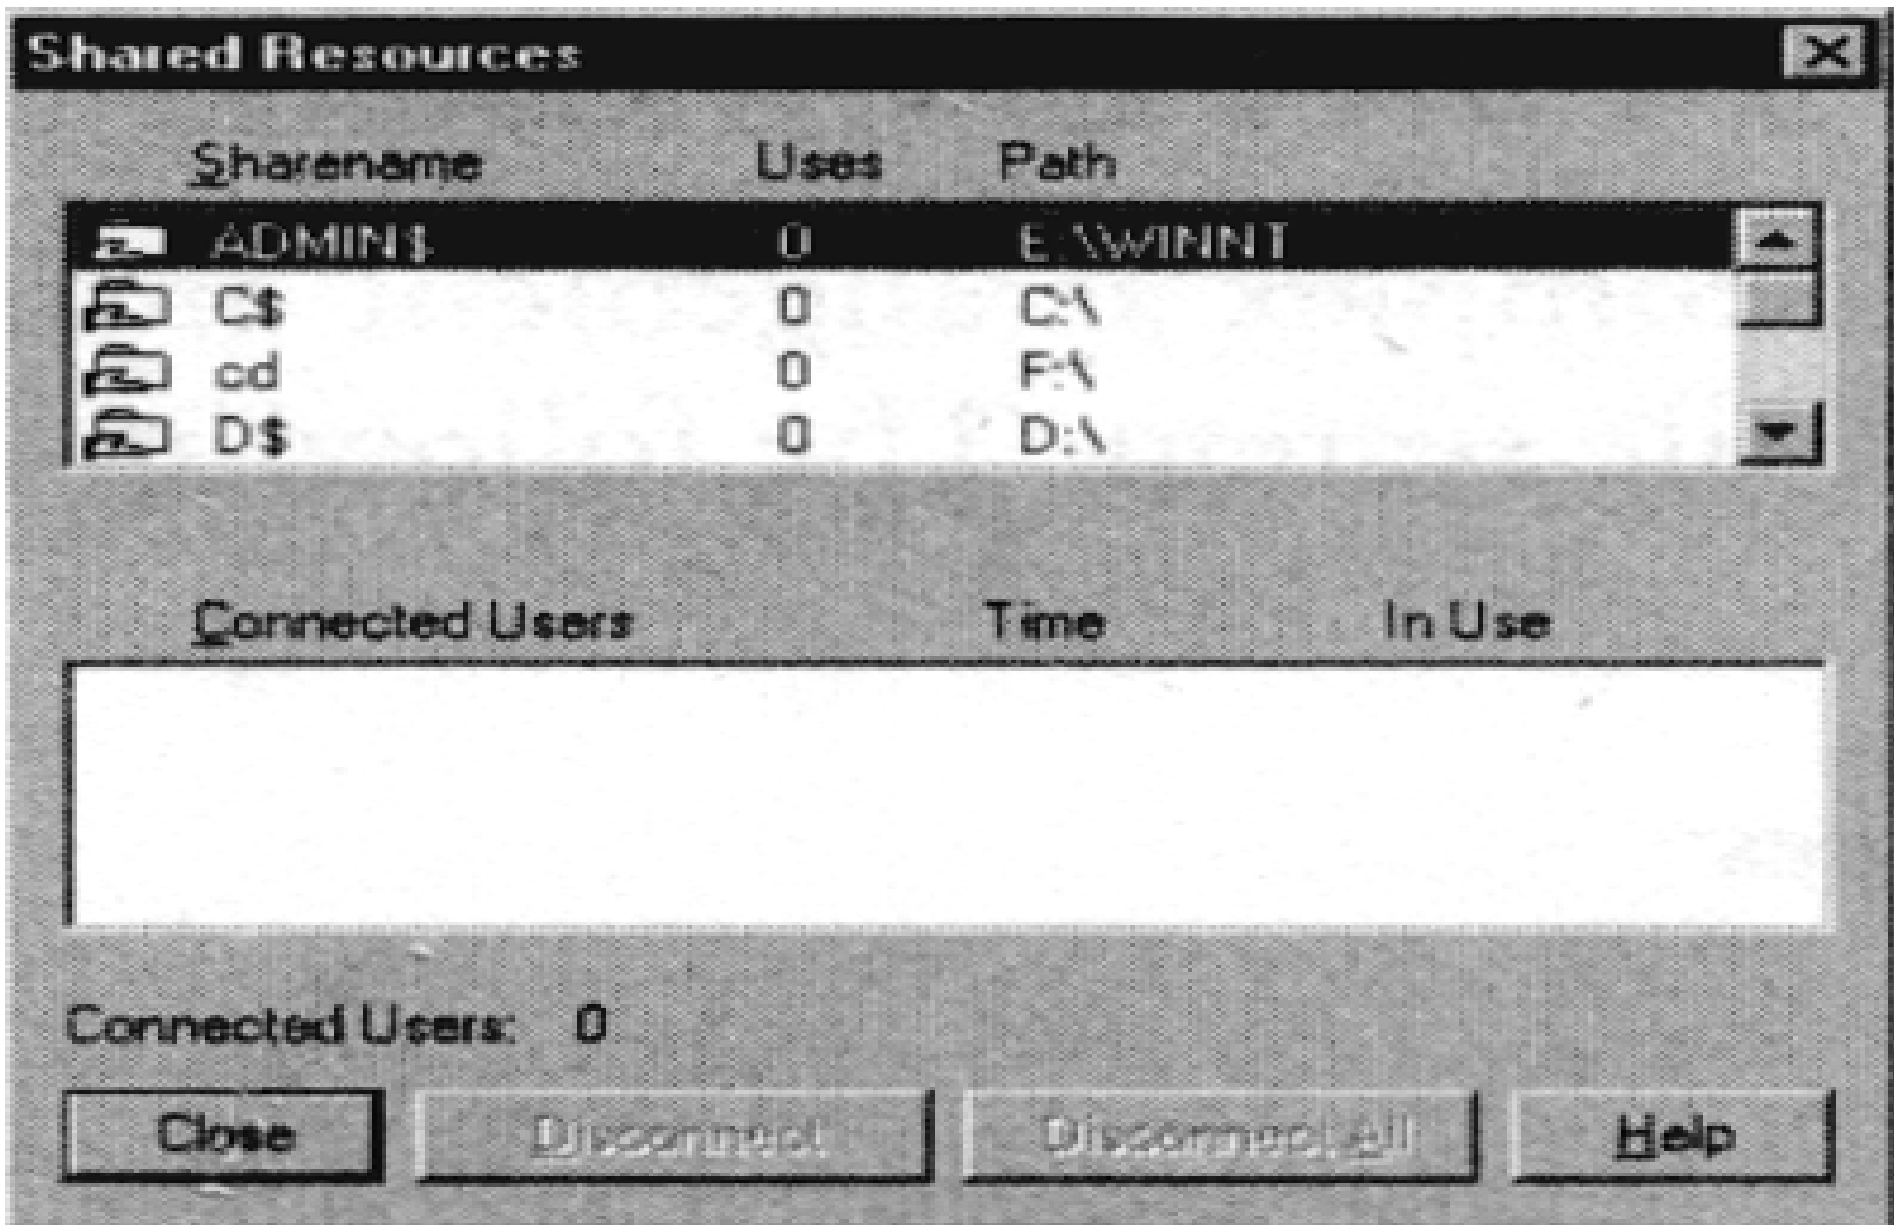 Shared Resources
Sharename Uses Path
ADMIN$ 0 E:\WINNT
C$ 0 C:\
cd 0 F:\
D$ 0 D:\
Connected Users Time In Use
Connected Users: 0
Close Disconnect Disconnect All Help